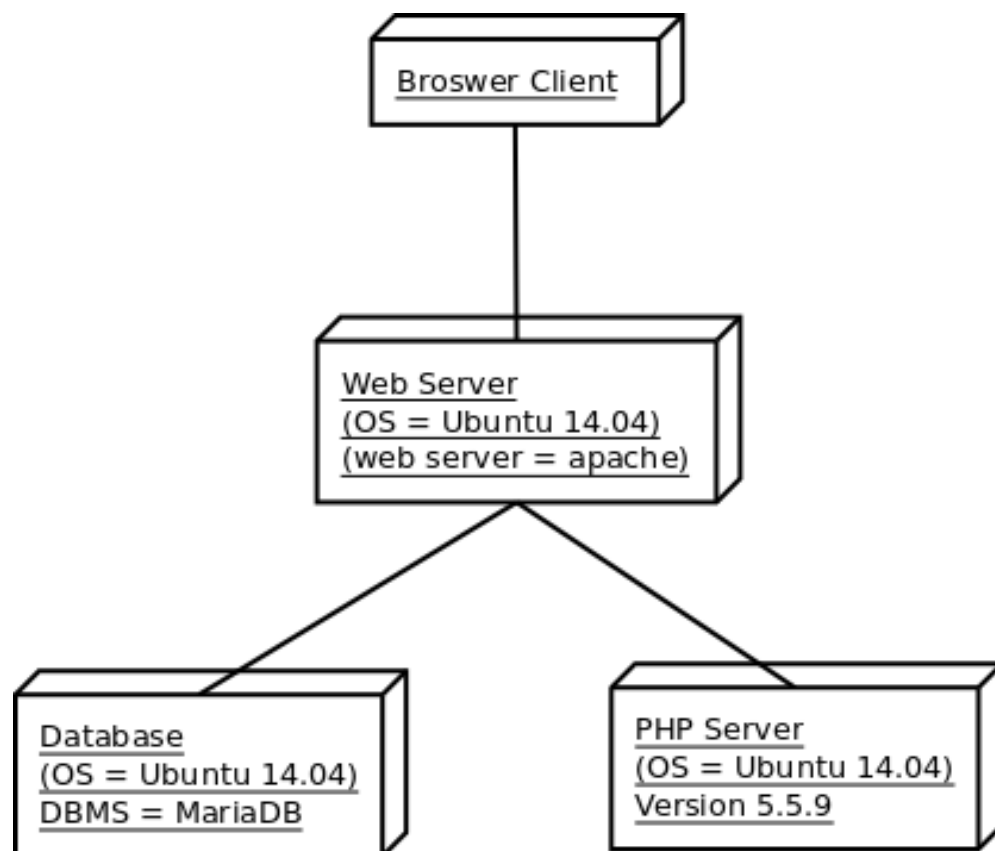 Broswer Client
Web Server
(OS = Ubuntu 14.04)
(web server = apache)
Database
(OS = Ubuntu 14.04)
DBMS = MariaDB
PHP Server
(OS = Ubuntu 14.04)
Version 5.5.9